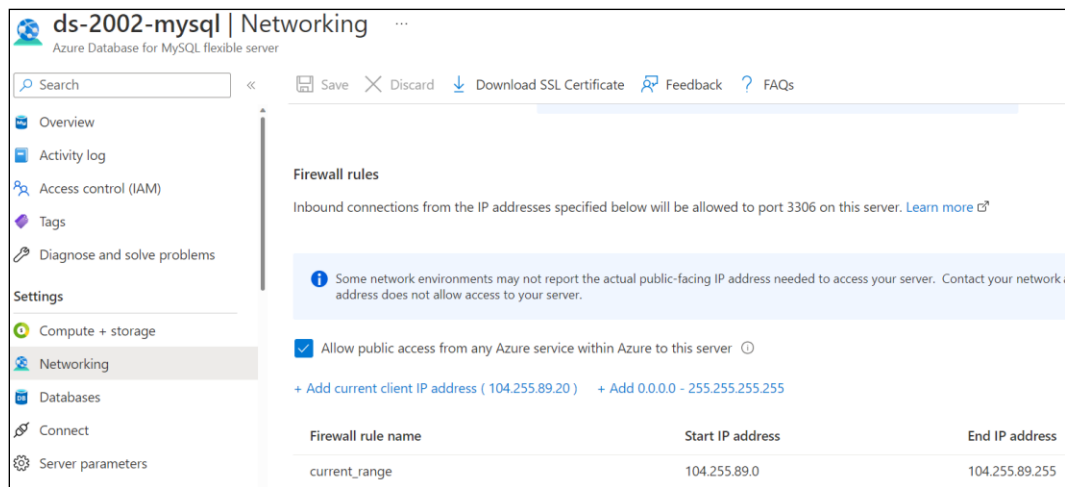 ds-2002-mysql | Networking ...
Azure Database for MySQL flexible server
Search «
Save Discard Download SSL Certificate Feedback ? FAQs
Overview
Activity log
Access control (IAM)
Tags
Diagnose and solve problems
Settings
Compute + storage
Networking
Databases
Connect
Server parameters
Firewall rules
Inbound connections from the IP addresses specified below will be allowed to port 3306 on this server. Learn more
Some network environments may not report the actual public-facing IP address needed to access your server. Contact your network
address does not allow access to your server.
Allow public access from any Azure service within Azure to this server
+ Add current client IP address ( 104.255.89.20 ) + Add 0.0.0.0 - 255.255.255.255
Firewall rule name Start IP address End IP address
current_range 104.255.89.0 104.255.89.255